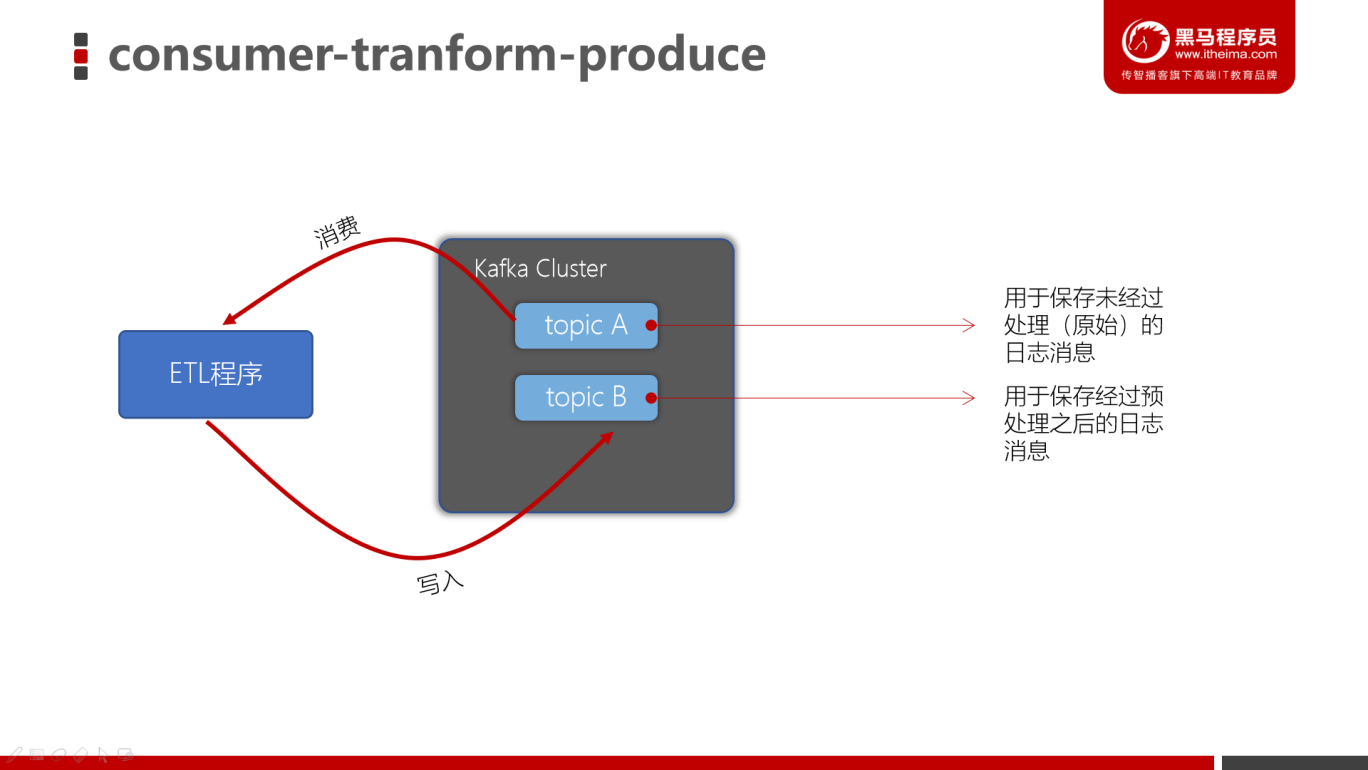 consumer-tranform-produce
黑马程序员
www.itheima.com
传智播客旗下高端IT教育品牌
消费
Kafka Cluster
topic A
用于保存未经过
处理（原始）的
日志消息
ETL程序
topic B
用于保存经过预
处理之后的日志
消息
写入